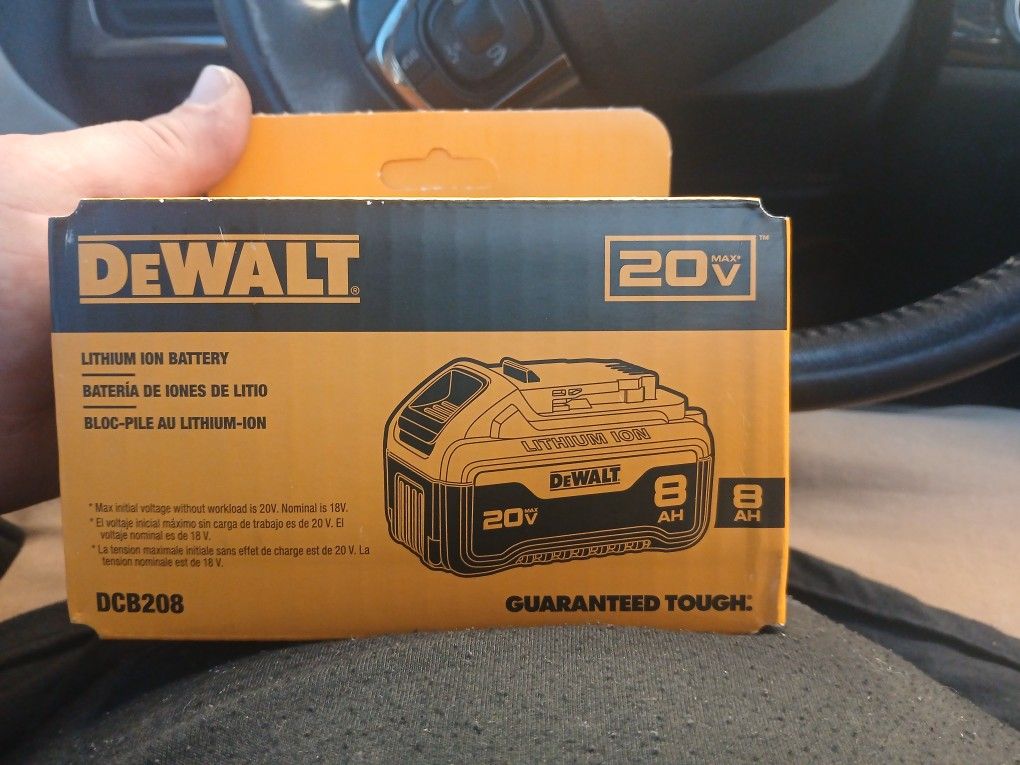 DEWALT®
20V MAX* ™
LITHIUM ION BATTERY
BATERÍA DE IONES DE LITIO
BLOC-PILE AU LITHIUM-ION
LITHIUM ION
DEWALT
20V MAX
8
AH
8
AH
* Max initial voltage without workload is 20V. Nominal is 18V.
* El voltaje inicial máximo sin carga de trabajo es de 20 V. El
voltaje nominal es de 18 V.
* La tension maximale initiale sans effet de charge est de 20 V. La
tension nominale est de 18 V.
DCB208
GUARANTEED TOUGH®